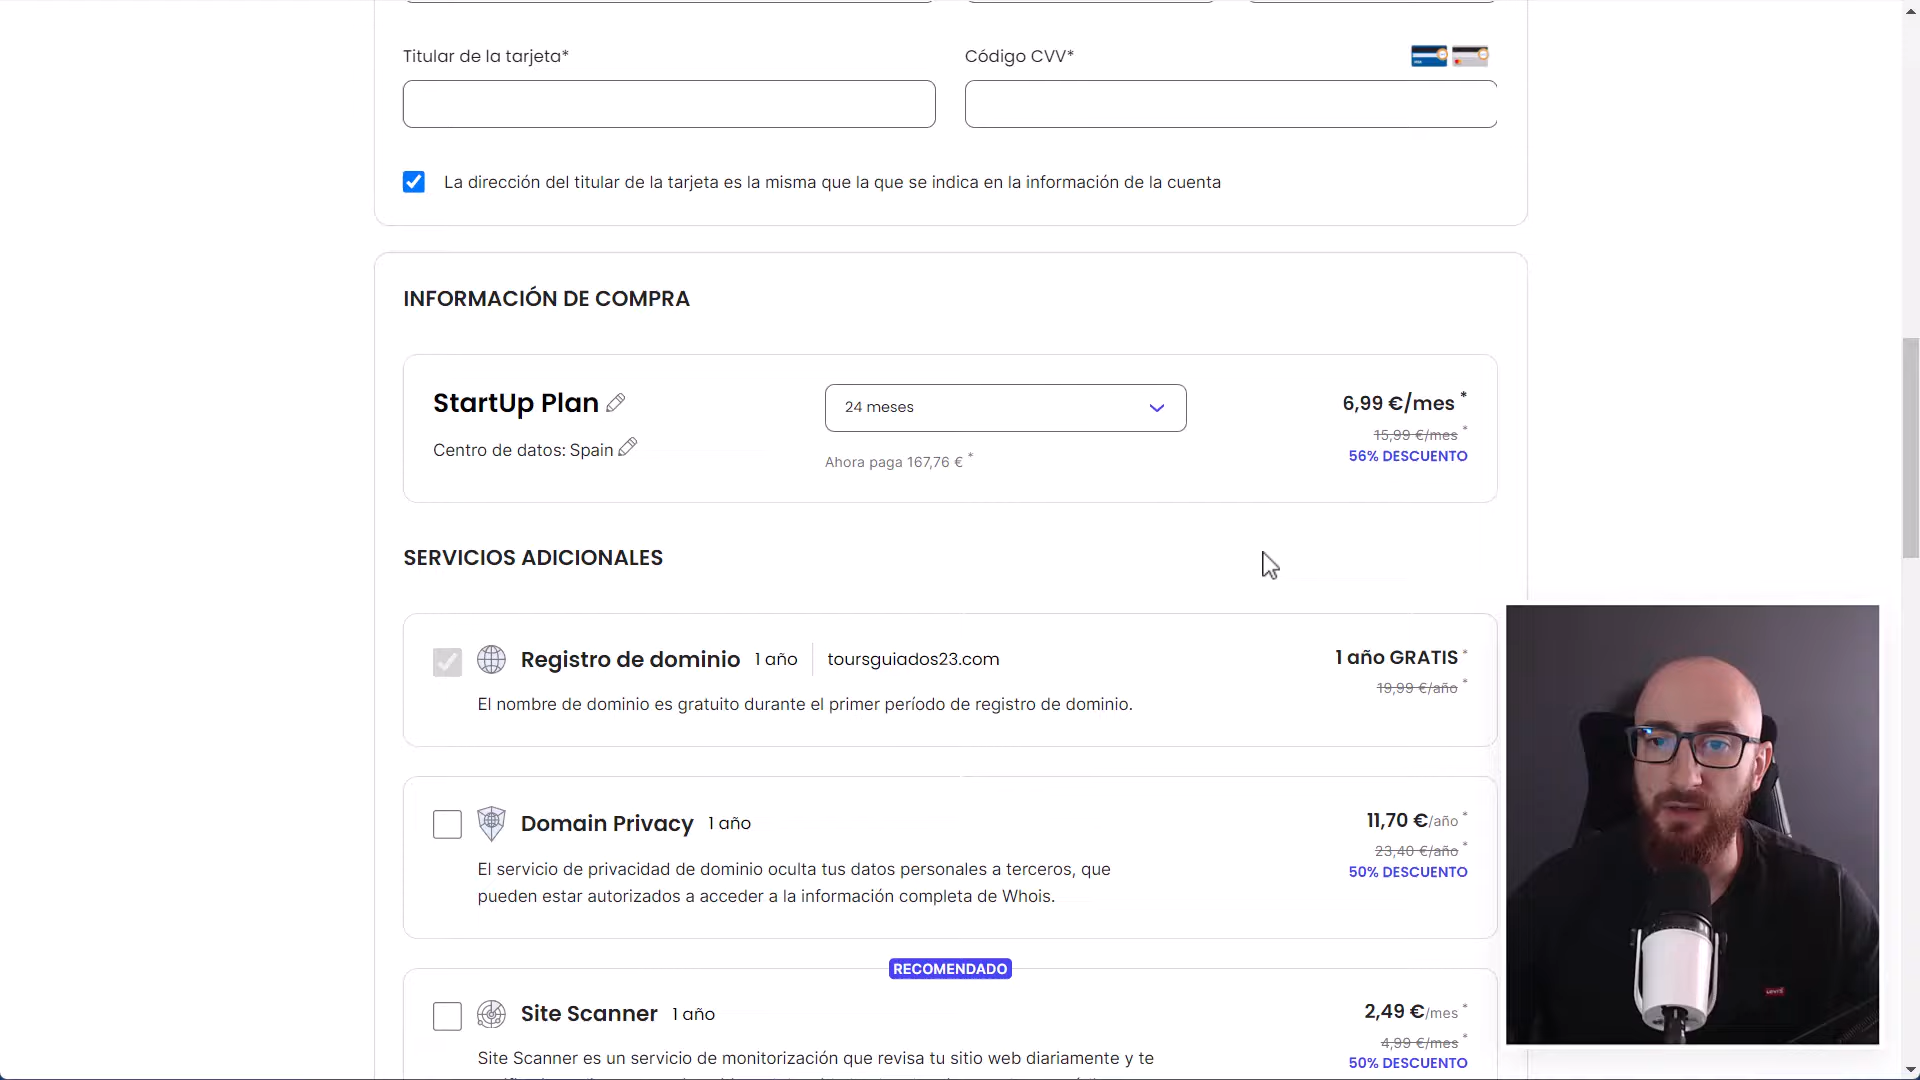 Titular de la tarjeta*
Código CVV*
La dirección del titular de la tarjeta es la misma que la que se indica en la información de la cuenta
INFORMACIÓN DE COMPRA
StartUp Plan
24 meses
6,99 €/mes *
15,99 €/mes *
Centro de datos: Spain
Ahora paga 167,76 € *
56% DESCUENTO
SERVICIOS ADICIONALES
Registro de dominio 1 año toursguiados23.com
1 año GRATIS *
19,99 €/año *
El nombre de dominio es gratuito durante el primer período de registro de dominio.
Domain Privacy 1 año
11,70 €/año *
23,40 €/año *
50% DESCUENTO
El servicio de privacidad de dominio oculta tus datos personales a terceros, que
pueden estar autorizados a acceder a la información completa de Whois.
RECOMENDADO
Site Scanner 1 año
2,49 €/mes *
4,99 €/mes *
50% DESCUENTO
Site Scanner es un servicio de monitorización que revisa tu sitio web diariamente y te